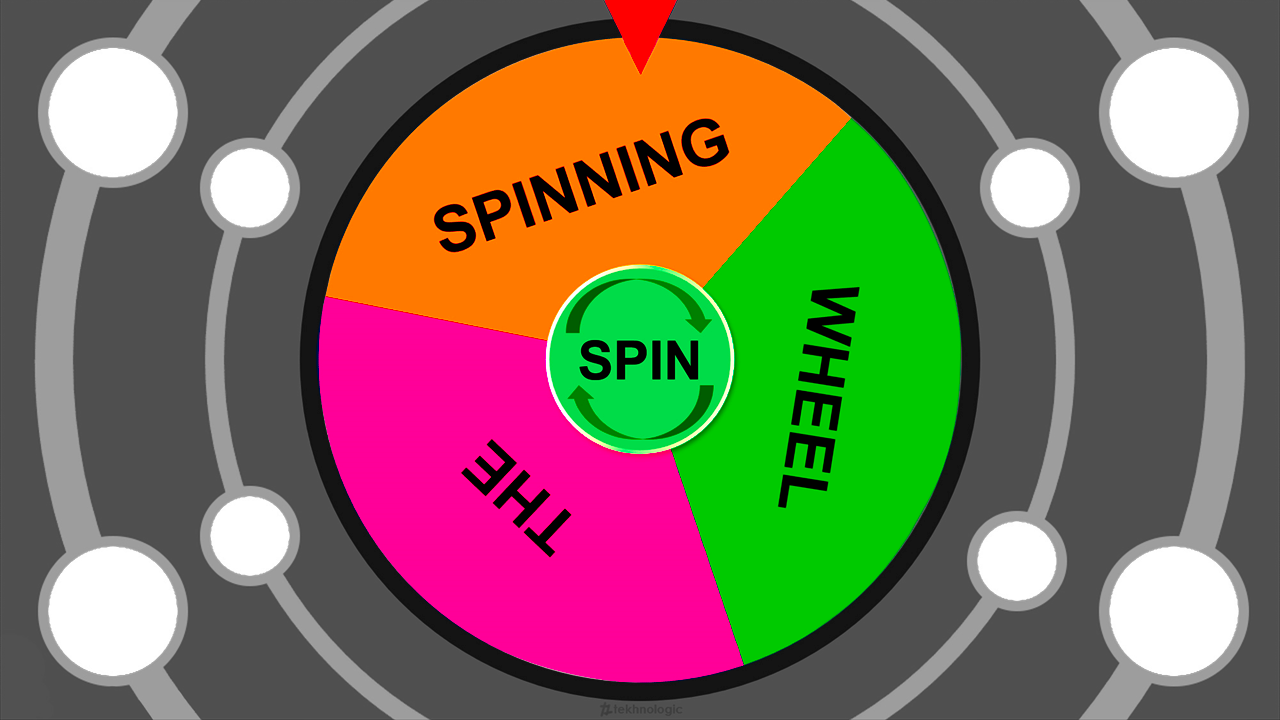 THE
SPINNING
WHEEL
SPIN
tekhnologic